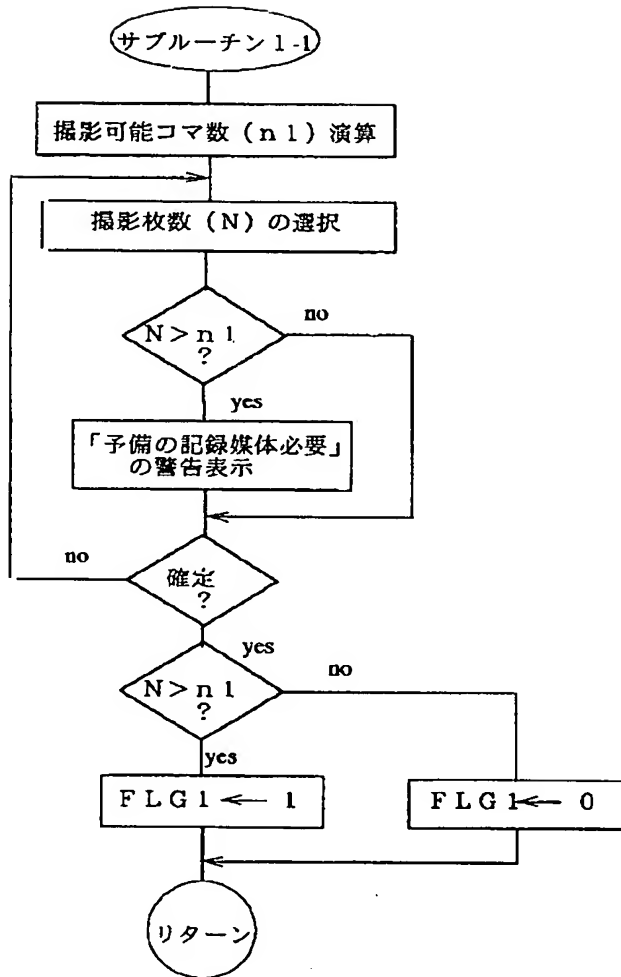 サブルーチン1-1
撮影可能コマ数(n1)演算
撮影枚数(N)の選択
N>n1
?
no
yes
「予備の記録媒体必要」
の警告表示
no
確定
?
yes
N>n1
?
no
yes
FLG1← 1
FLG1← 0
リターン